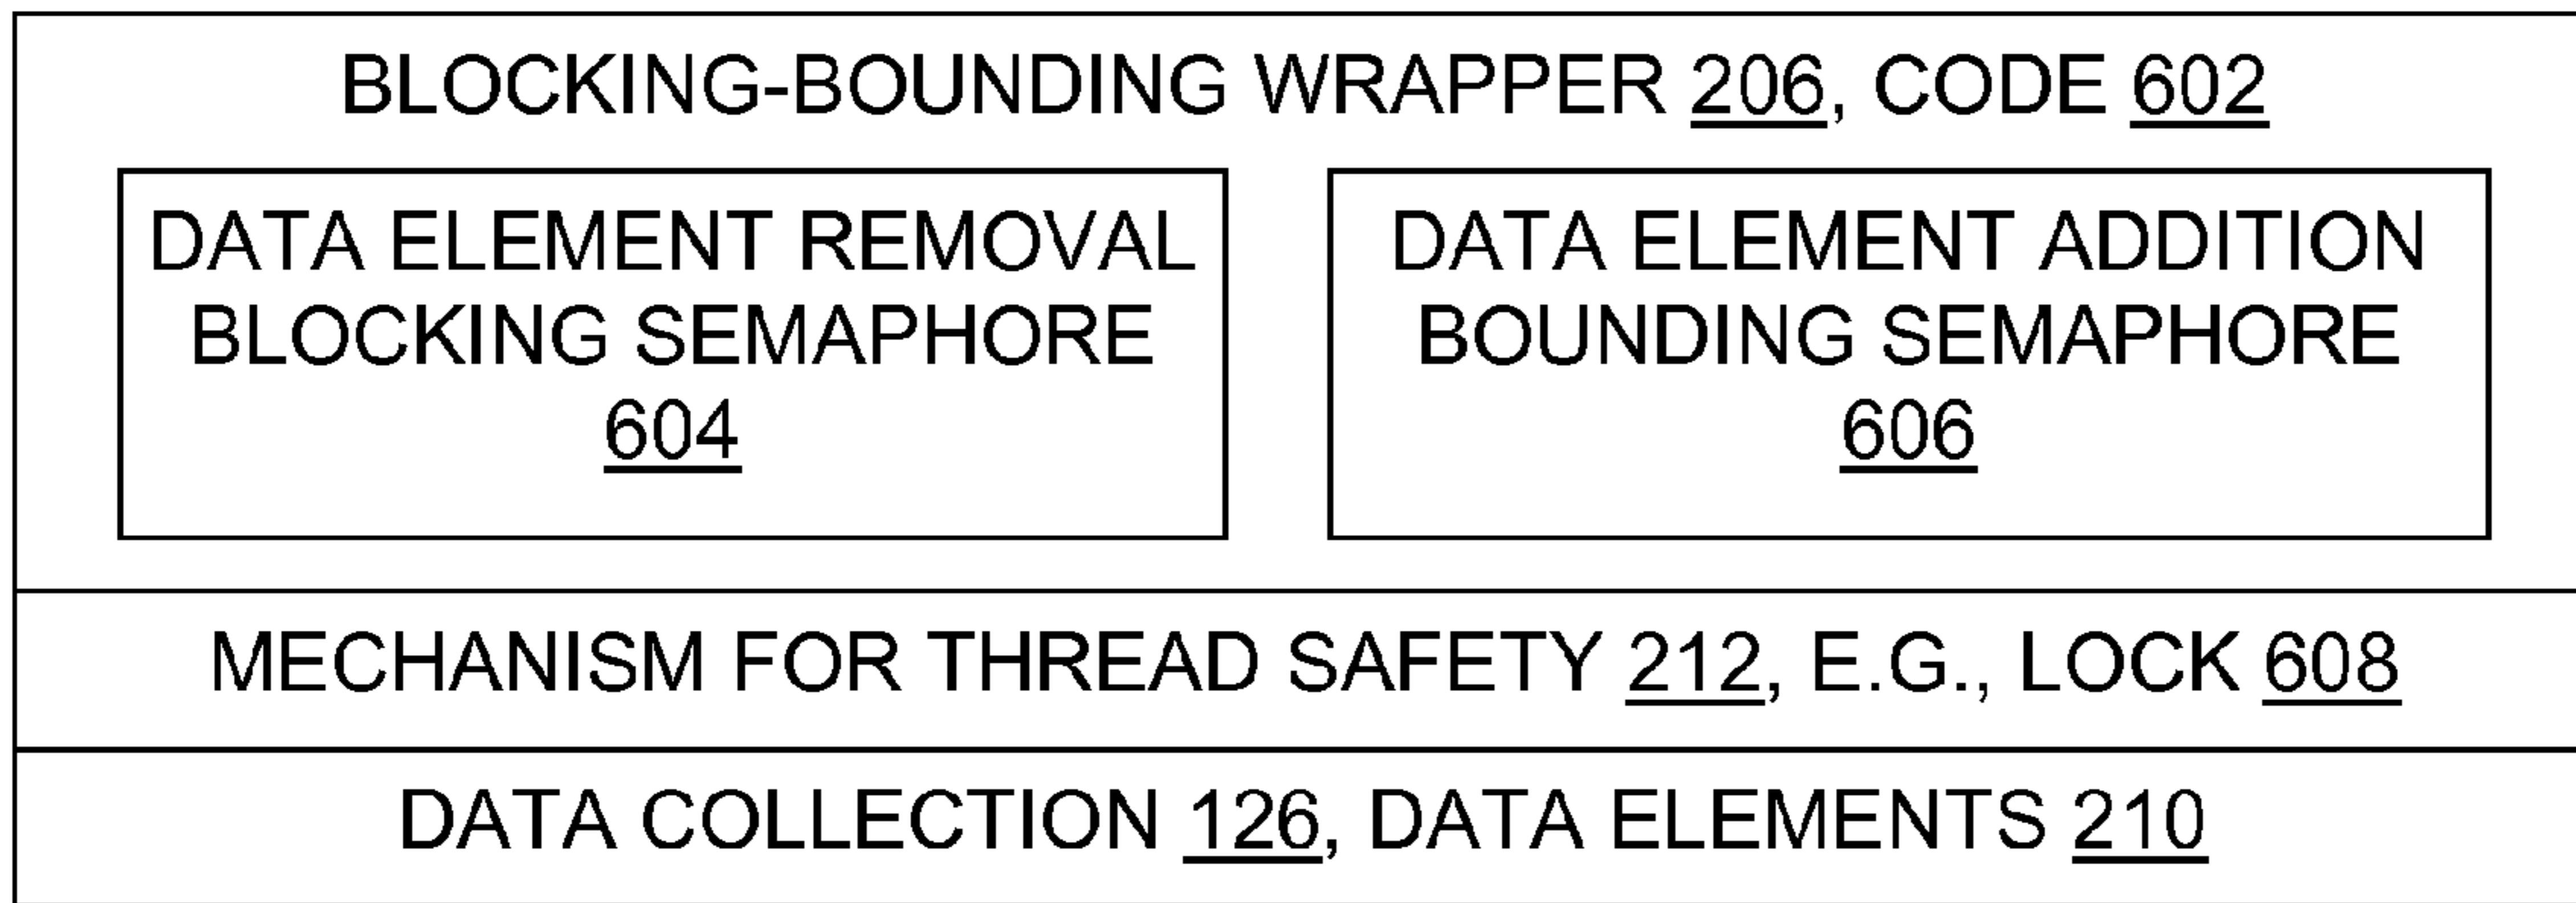 BLOCKING-BOUNDING WRAPPER 206, CODE 602
DATA ELEMENT REMOVAL
BLOCKING SEMAPHORE
604
DATA ELEMENT ADDITION
BOUNDING SEMAPHORE
606
MECHANISM FOR THREAD SAFETY 212, E.G., LOCK 608
DATA COLLECTION 126, DATA ELEMENTS 210